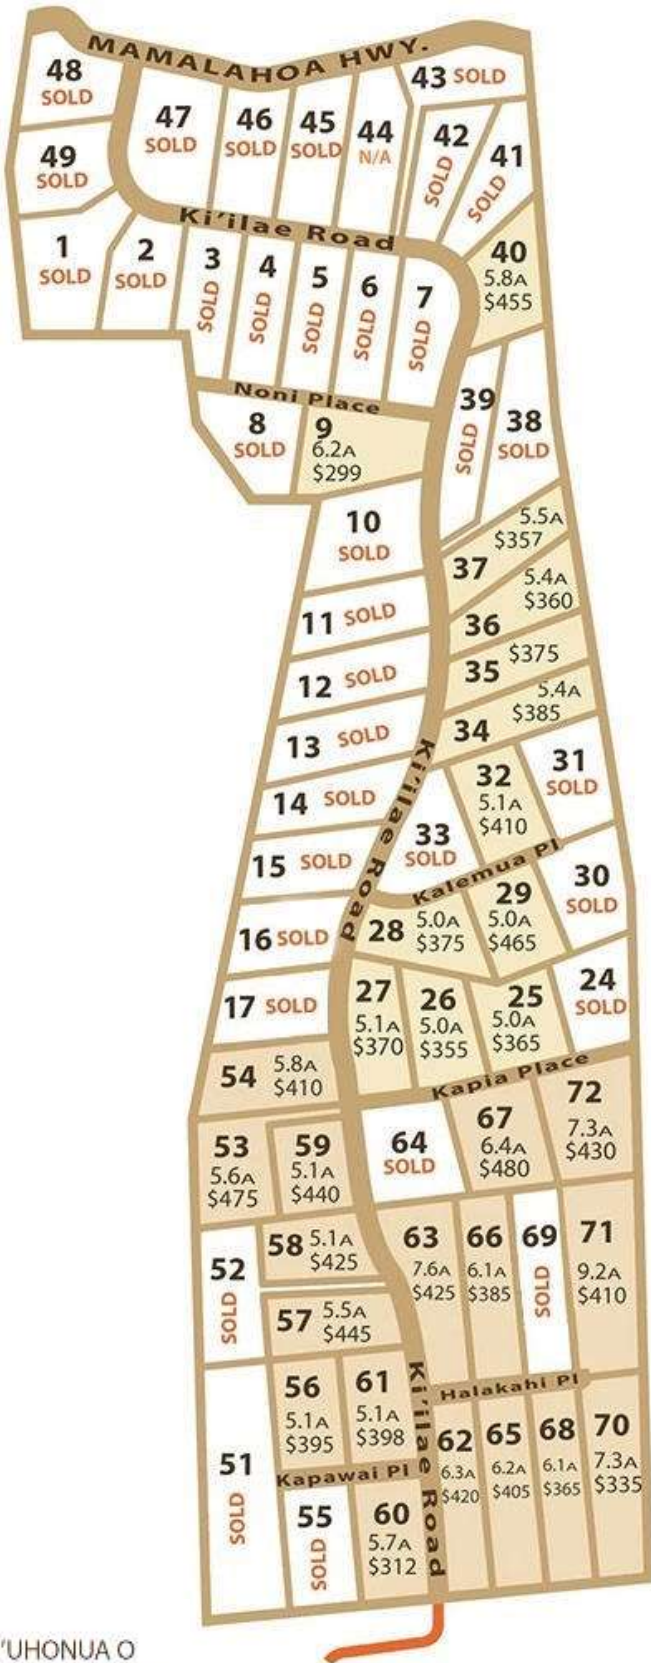 MAMALAHOA HWY.
48
SOLD
47
SOLD
46
SOLD
45
SOLD
44
N/A
43 SOLD
42
SOLD
41
SOLD
49
SOLD
Ki'ilae Road
1
SOLD
2
SOLD
3
SOLD
4
SOLD
5
SOLD
6
SOLD
7
SOLD
40
5.8A
$455
Noni Place
8
SOLD
9
6.2A
$299
39
SOLD
38
SOLD
10
SOLD
5.5A
$357
37
5.4A
$360
36
11 SOLD
$375
35
12 SOLD
5.4A
$385
34
13 SOLD
Ki'ilae Road
14 SOLD
32
5.1A
$410
31
SOLD
33
SOLD
15 SOLD
Kalemua Pl
30
SOLD
16 SOLD
28 5.0A
$375
29
5.0A
$465
17 SOLD
27
5.1A
$370
26
5.0A
$355
25
5.0A
$365
24
SOLD
54 5.8A
$410
Kapia Place
53
5.6A
$475
59
5.1A
$440
64
SOLD
67
6.4A
$480
72
7.3A
$430
52
SOLD
58 5.1A
$425
63
7.6A
$425
66
6.1A
$385
69
SOLD
71
9.2A
$410
57 5.5A
$445
56
5.1A
$395
61
5.1A
$398
Ki'ilae Road
Halakahi Pl
51
SOLD
62
6.3A
$420
65
6.2A
$405
68
6.1A
$365
70
7.3A
$335
Kapawai Pl
55
SOLD
60
5.7A
$312
'UHONUA O